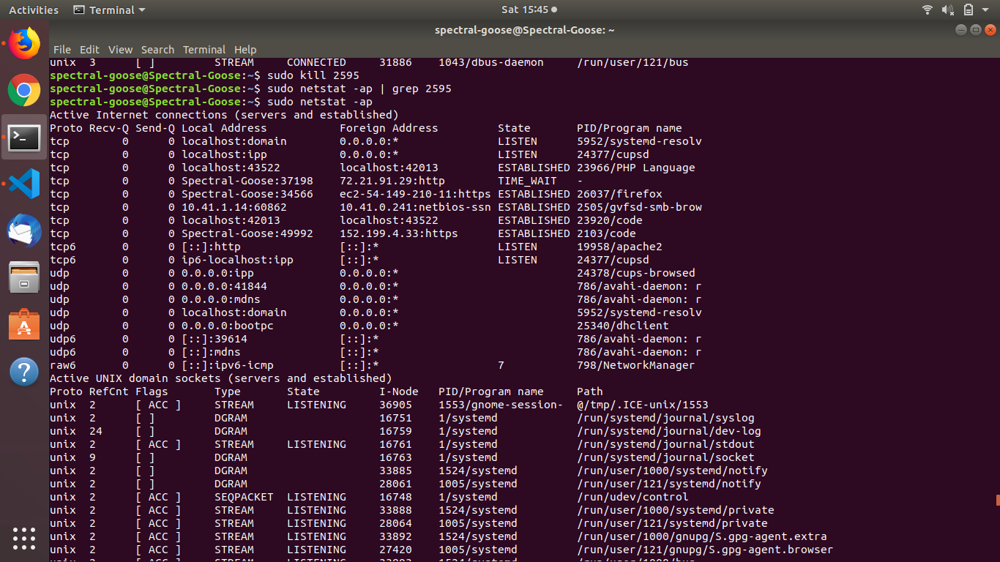 Activities Terminal Sat 15:45
spectral-goose@Spectral-Goose: ~
File Edit View Search Terminal Help
unix 3 [ ] STREAM CONNECTED 31886 1043/dbus-daemon /run/user/121/bus
spectral-goose@Spectral-Goose:~$ sudo kill 2595
spectral-goose@Spectral-Goose:~$ sudo netstat -ap | grep 2595
spectral-goose@Spectral-Goose:~$ sudo netstat -ap
Active Internet connections (servers and established)
Proto Recv-Q Send-Q Local Address Foreign Address State PID/Program name
tcp 0 0 localhost:domain 0.0.0.0:* LISTEN 5952/systemd-resolv
tcp 0 0 localhost:ipp 0.0.0.0:* LISTEN 24377/cupsd
tcp 0 0 localhost:43522 localhost:42013 ESTABLISHED 23966/PHP Language
tcp 0 0 Spectral-Goose:37198 72.21.91.29:http TIME_WAIT -
tcp 0 0 Spectral-Goose:34566 ec2-54-149-210-11:https ESTABLISHED 26037/firefox
tcp 0 0 10.41.1.14:60862 10.41.0.241:netbios-ssn ESTABLISHED 2505/gvfsd-smb-brow
tcp 0 0 localhost:42013 localhost:43522 ESTABLISHED 23920/code
tcp 0 0 Spectral-Goose:49992 152.199.4.33:https ESTABLISHED 2103/code
tcp6 0 0 [::]:http [::]:* LISTEN 19958/apache2
tcp6 0 0 ip6-localhost:ipp [::]:* LISTEN 24377/cupsd
udp 0 0 0.0.0.0:ipp 0.0.0.0:* 24378/cups-browsed
udp 0 0 0.0.0.0:41844 0.0.0.0:* 786/avahi-daemon: r
udp 0 0 0.0.0.0:mdns 0.0.0.0:* 786/avahi-daemon: r
udp 0 0 localhost:domain 0.0.0.0:* 5952/systemd-resolv
udp 0 0 0.0.0.0:bootpc 0.0.0.0:* 25340/dhclient
udp6 0 0 [::]:39614 [::]:* 786/avahi-daemon: r
udp6 0 0 [::]:mdns [::]:* 786/avahi-daemon: r
raw6 0 0 [::]:ipv6-icmp [::]:* 7 798/NetworkManager
Active UNIX domain sockets (servers and established)
Proto RefCnt Flags Type State I-Node PID/Program name Path
unix 2 [ ACC ] STREAM LISTENING 36905 1553/gnome-session- @/tmp/.ICE-unix/1553
unix 2 [ ] DGRAM 16751 1/systemd /run/systemd/journal/syslog
unix 24 [ ] DGRAM 16759 1/systemd /run/systemd/journal/dev-log
unix 2 [ ACC ] STREAM LISTENING 16761 1/systemd /run/systemd/journal/stdout
unix 9 [ ] DGRAM 16763 1/systemd /run/systemd/journal/socket
unix 2 [ ] DGRAM 33885 1524/systemd /run/user/1000/systemd/notify
unix 2 [ ] DGRAM 28061 1005/systemd /run/user/121/systemd/notify
unix 2 [ ACC ] SEQPACKET LISTENING 16748 1/systemd /run/udev/control
unix 2 [ ACC ] STREAM LISTENING 33888 1524/systemd /run/user/1000/systemd/private
unix 2 [ ACC ] STREAM LISTENING 28064 1005/systemd /run/user/121/systemd/private
unix 2 [ ACC ] STREAM LISTENING 33892 1524/systemd /run/user/1000/gnupg/S.gpg-agent.extra
unix 2 [ ACC ] STREAM LISTENING 27420 1005/systemd /run/user/121/gnupg/S.gpg-agent.browser